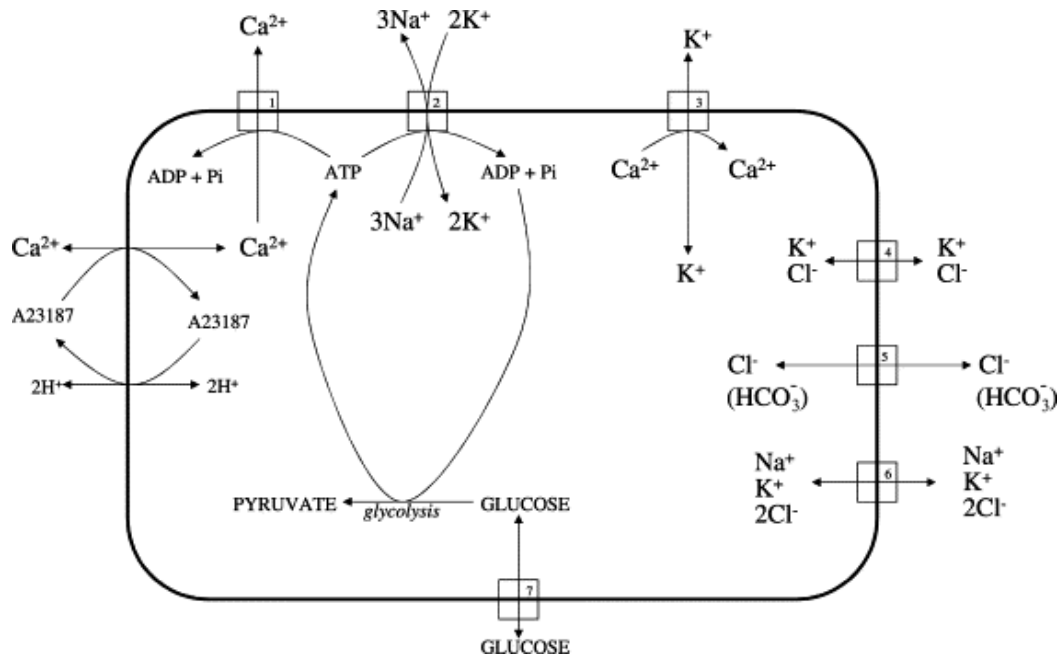 Ca²⁺
3Na⁺ 2K⁺
K⁺
1
2
3
ADP + Pi
ATP
ADP + Pi
Ca²⁺
Ca²⁺
3Na⁺ 2K⁺
Ca²⁺
Ca²⁺
K⁺
K⁺
Cl⁻
4
K⁺
Cl⁻
A23187
A23187
2H⁺
2H⁺
Cl⁻
(HCO₃⁻)
5
Cl⁻
(HCO₃⁻)
Na⁺
K⁺
2Cl⁻
6
Na⁺
K⁺
2Cl⁻
PYRUVATE
glycolysis
GLUCOSE
7
GLUCOSE